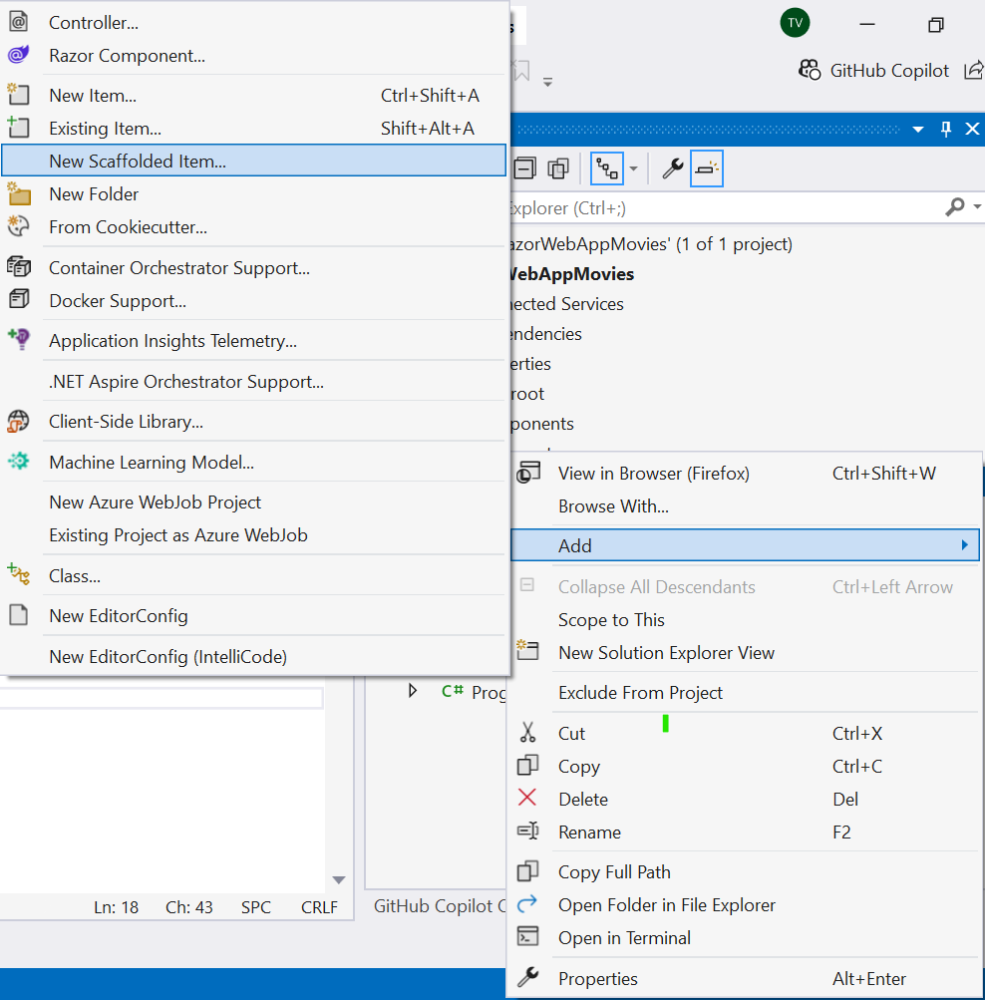 Controller...
Razor Component...
New Item... Ctrl+Shift+A
Existing Item... Shift+Alt+A
New Scaffolded Item...
New Folder
From Cookiecutter...
Container Orchestrator Support...
Docker Support...
Application Insights Telemetry...
.NET Aspire Orchestrator Support...
Client-Side Library...
Machine Learning Model...
New Azure WebJob Project
Existing Project as Azure WebJob
Class...
New EditorConfig
New EditorConfig (IntelliCode)
TV
GitHub Copilot
Explorer (Ctrl+;)
azorWebAppMovies' (1 of 1 project)
WebAppMovies
nected Services
endencies
erties
root
ponents
View in Browser (Firefox) Ctrl+Shift+W
Browse With...
Add
Collapse All Descendants Ctrl+Left Arrow
Scope to This
New Solution Explorer View
Exclude From Project
Cut Ctrl+X
Copy Ctrl+C
Delete Del
Rename F2
Copy Full Path
Open Folder in File Explorer
Open in Terminal
Properties Alt+Enter
C# Prog
Ln: 18 Ch: 43 SPC CRLF
GitHub Copilot C